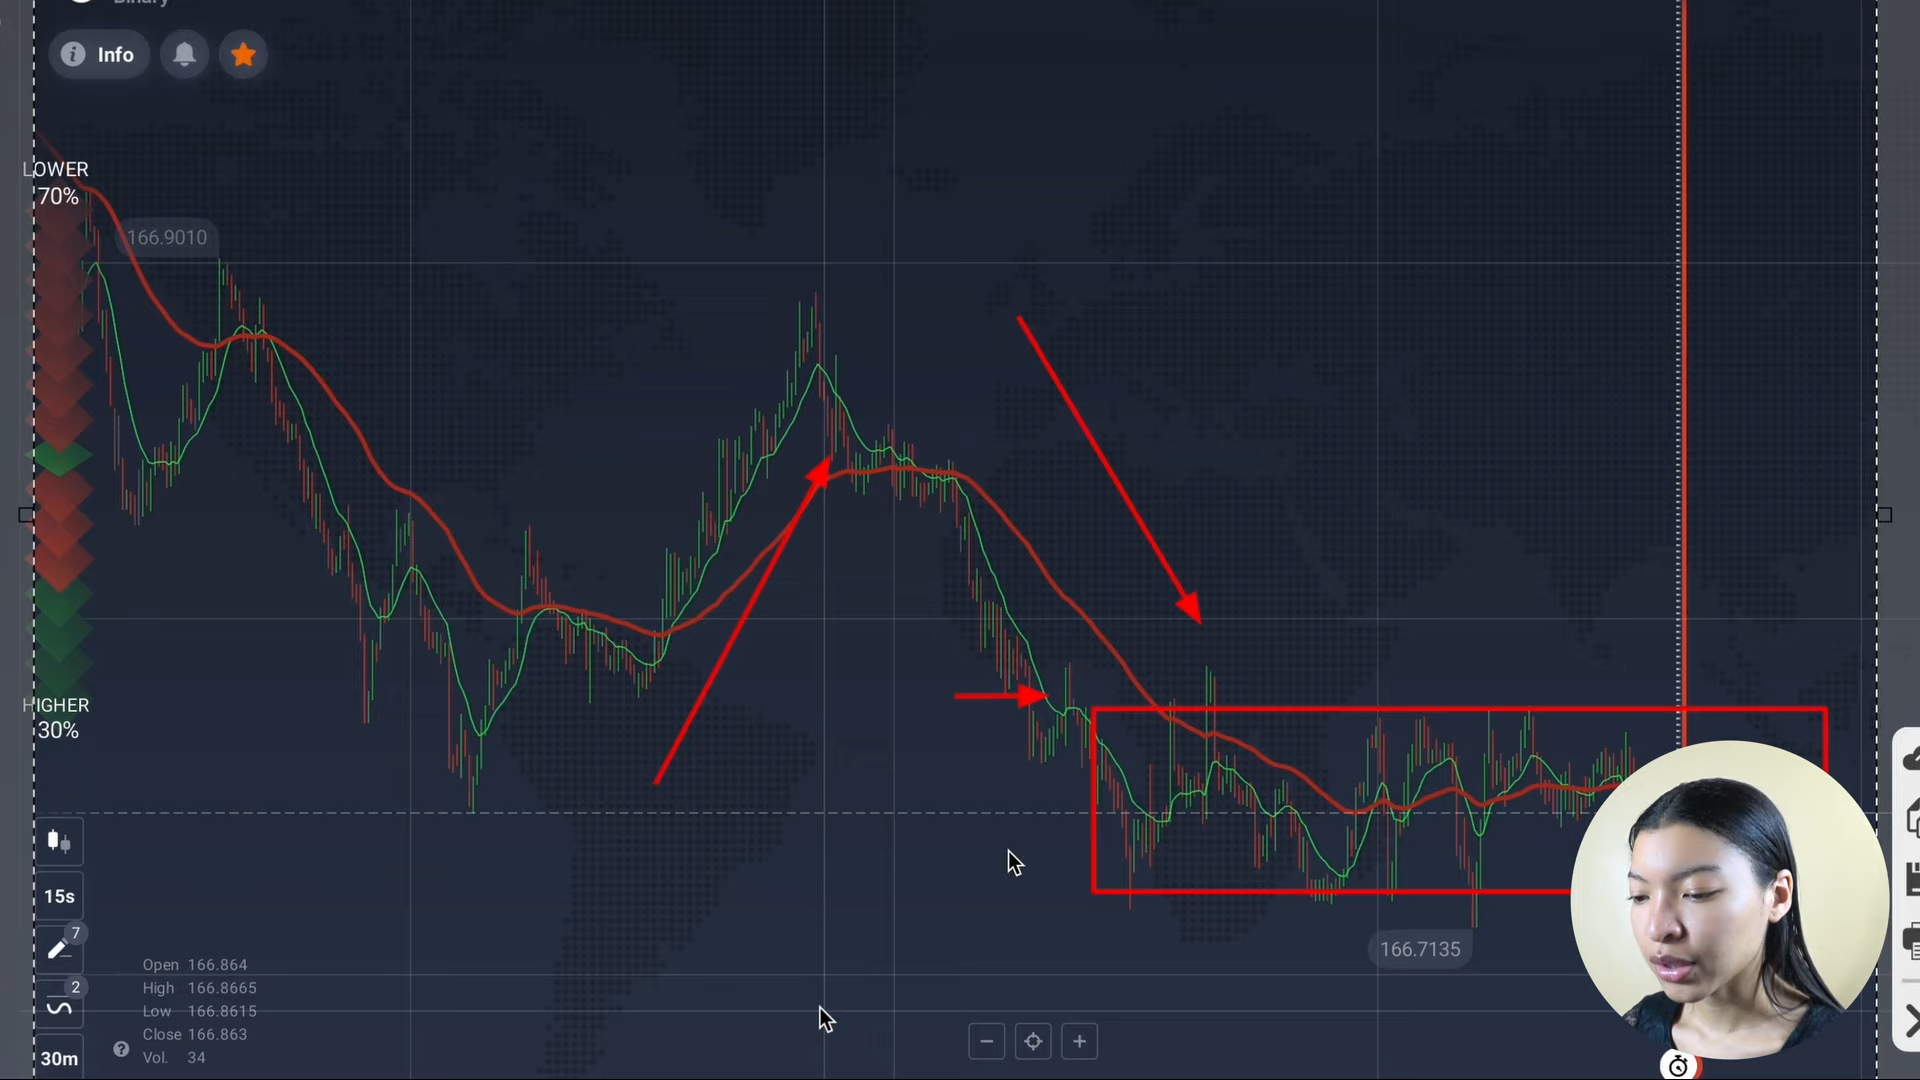 Binary
Info
LOWER
70%
166.9010
HIGHER
30%
15s
7
166.7135
2
Open 166.864
High 166.8665
Low 166.8615
Close 166.863
Vol. 34
30m